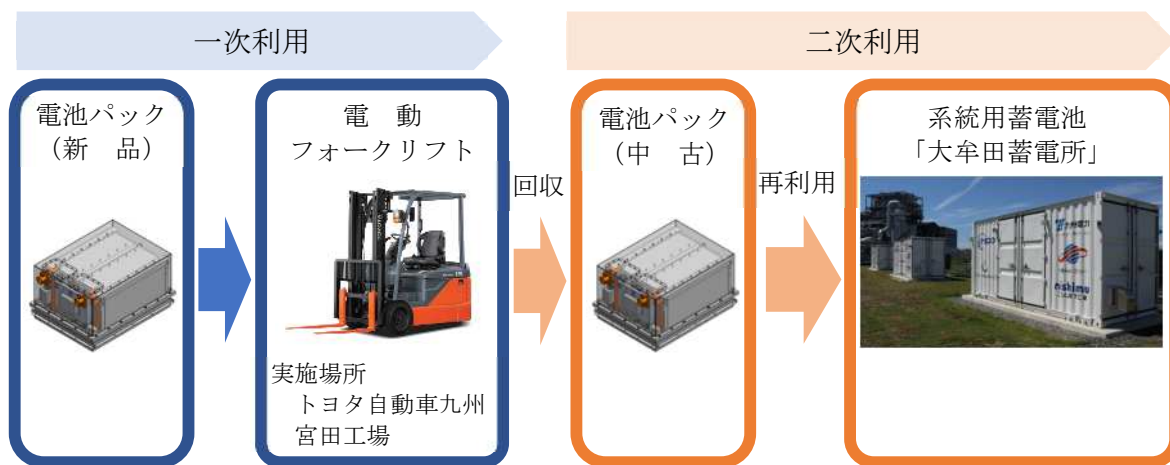 一次利用
二次利用
電池パック
（新　品）
電　動
フォークリフト
実施場所
トヨタ自動車九州
宮田工場
回収
電池パック
（中　古）
再利用
系統用蓄電池
「大牟田蓄電所」
nishimu